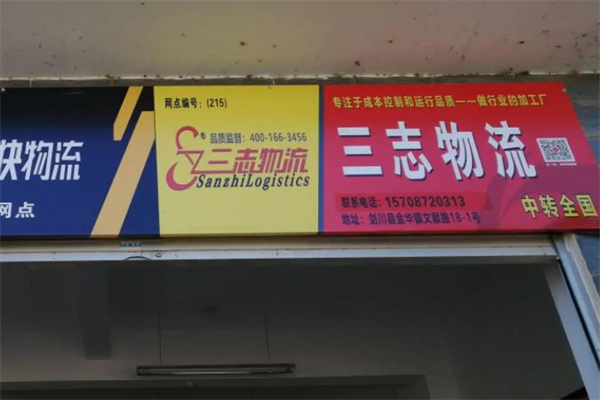 快物流
网点
网点编号:(215)
品质监督:400-166-3456
三志物流
SanzhiLogistics
专注于成本控制和运行品质——做行业的加工厂
三志物流
联系电话:15708720313
地址:剑川县金华镇文献路18-1号
中转全国